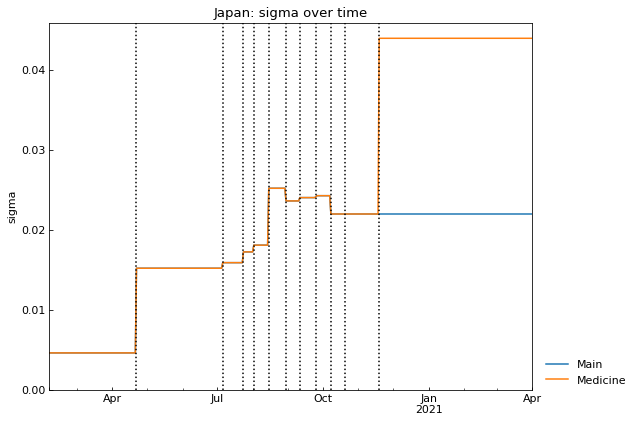 Japan: sigma over time
0.04
0.03
0.02
0.01
0.00
sigma
Apr
Jul
Oct
Jan
2021
Apr
Main
Medicine